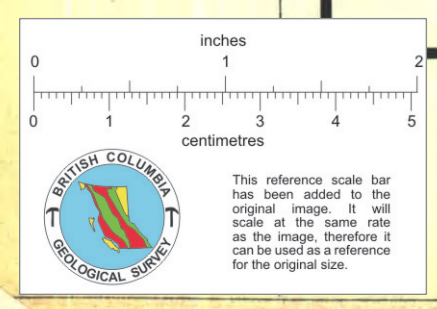 inches
0 1 2
0 1 2 3 4 5
centimetres
BRITISH COLUMBIA
GEOLOGICAL SURVEY
This reference scale bar
has been added to the
original image. It will
scale at the same rate
as the image, therefore it
can be used as a reference
for the original size.